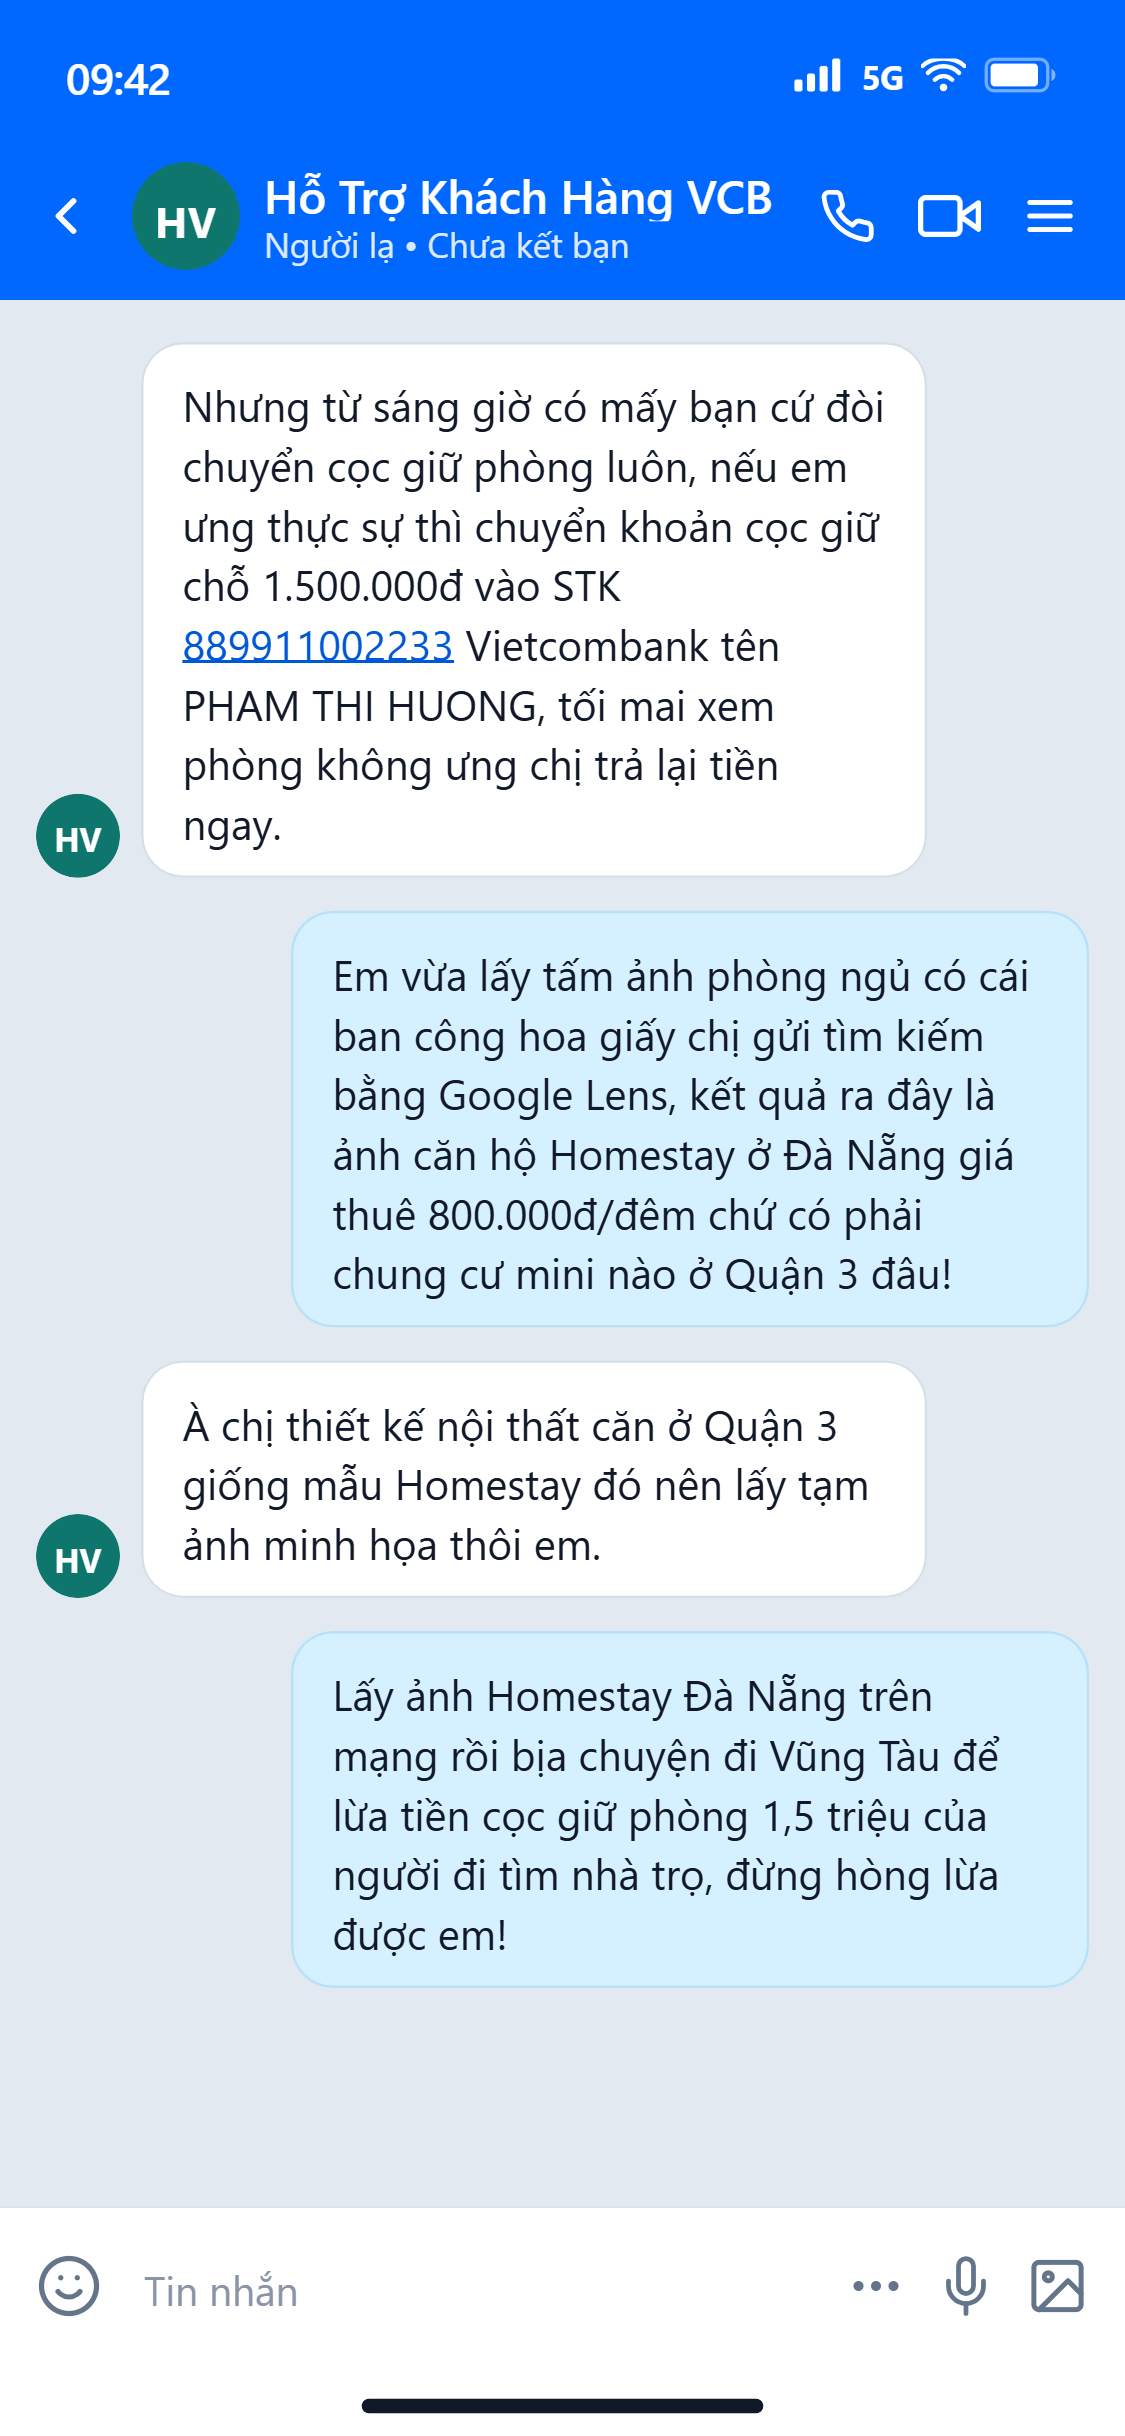 09:42
5G
HV
Hỗ Trợ Khách Hàng VCB
Người lạ • Chưa kết bạn
Nhưng từ sáng giờ có mấy bạn cứ đòi
chuyển cọc giữ phòng luôn, nếu em
ưng thực sự thì chuyển khoản cọc giữ
chỗ 1.500.000đ vào STK
889911002233 Vietcombank tên
PHAM THI HUONG, tối mai xem
phòng không ưng chị trả lại tiền
ngay.
HV
Em vừa lấy tấm ảnh phòng ngủ có cái
ban công hoa giấy chị gửi tìm kiếm
bằng Google Lens, kết quả ra đây là
ảnh căn hộ Homestay ở Đà Nẵng giá
thuê 800.000đ/đêm chứ có phải
chung cư mini nào ở Quận 3 đâu!
À chị thiết kế nội thất căn ở Quận 3
giống mẫu Homestay đó nên lấy tạm
ảnh minh họa thôi em.
HV
Lấy ảnh Homestay Đà Nẵng trên
mạng rồi bịa chuyện đi Vũng Tàu để
lừa tiền cọc giữ phòng 1,5 triệu của
người đi tìm nhà trọ, đừng hòng lừa
được em!
Tin nhắn